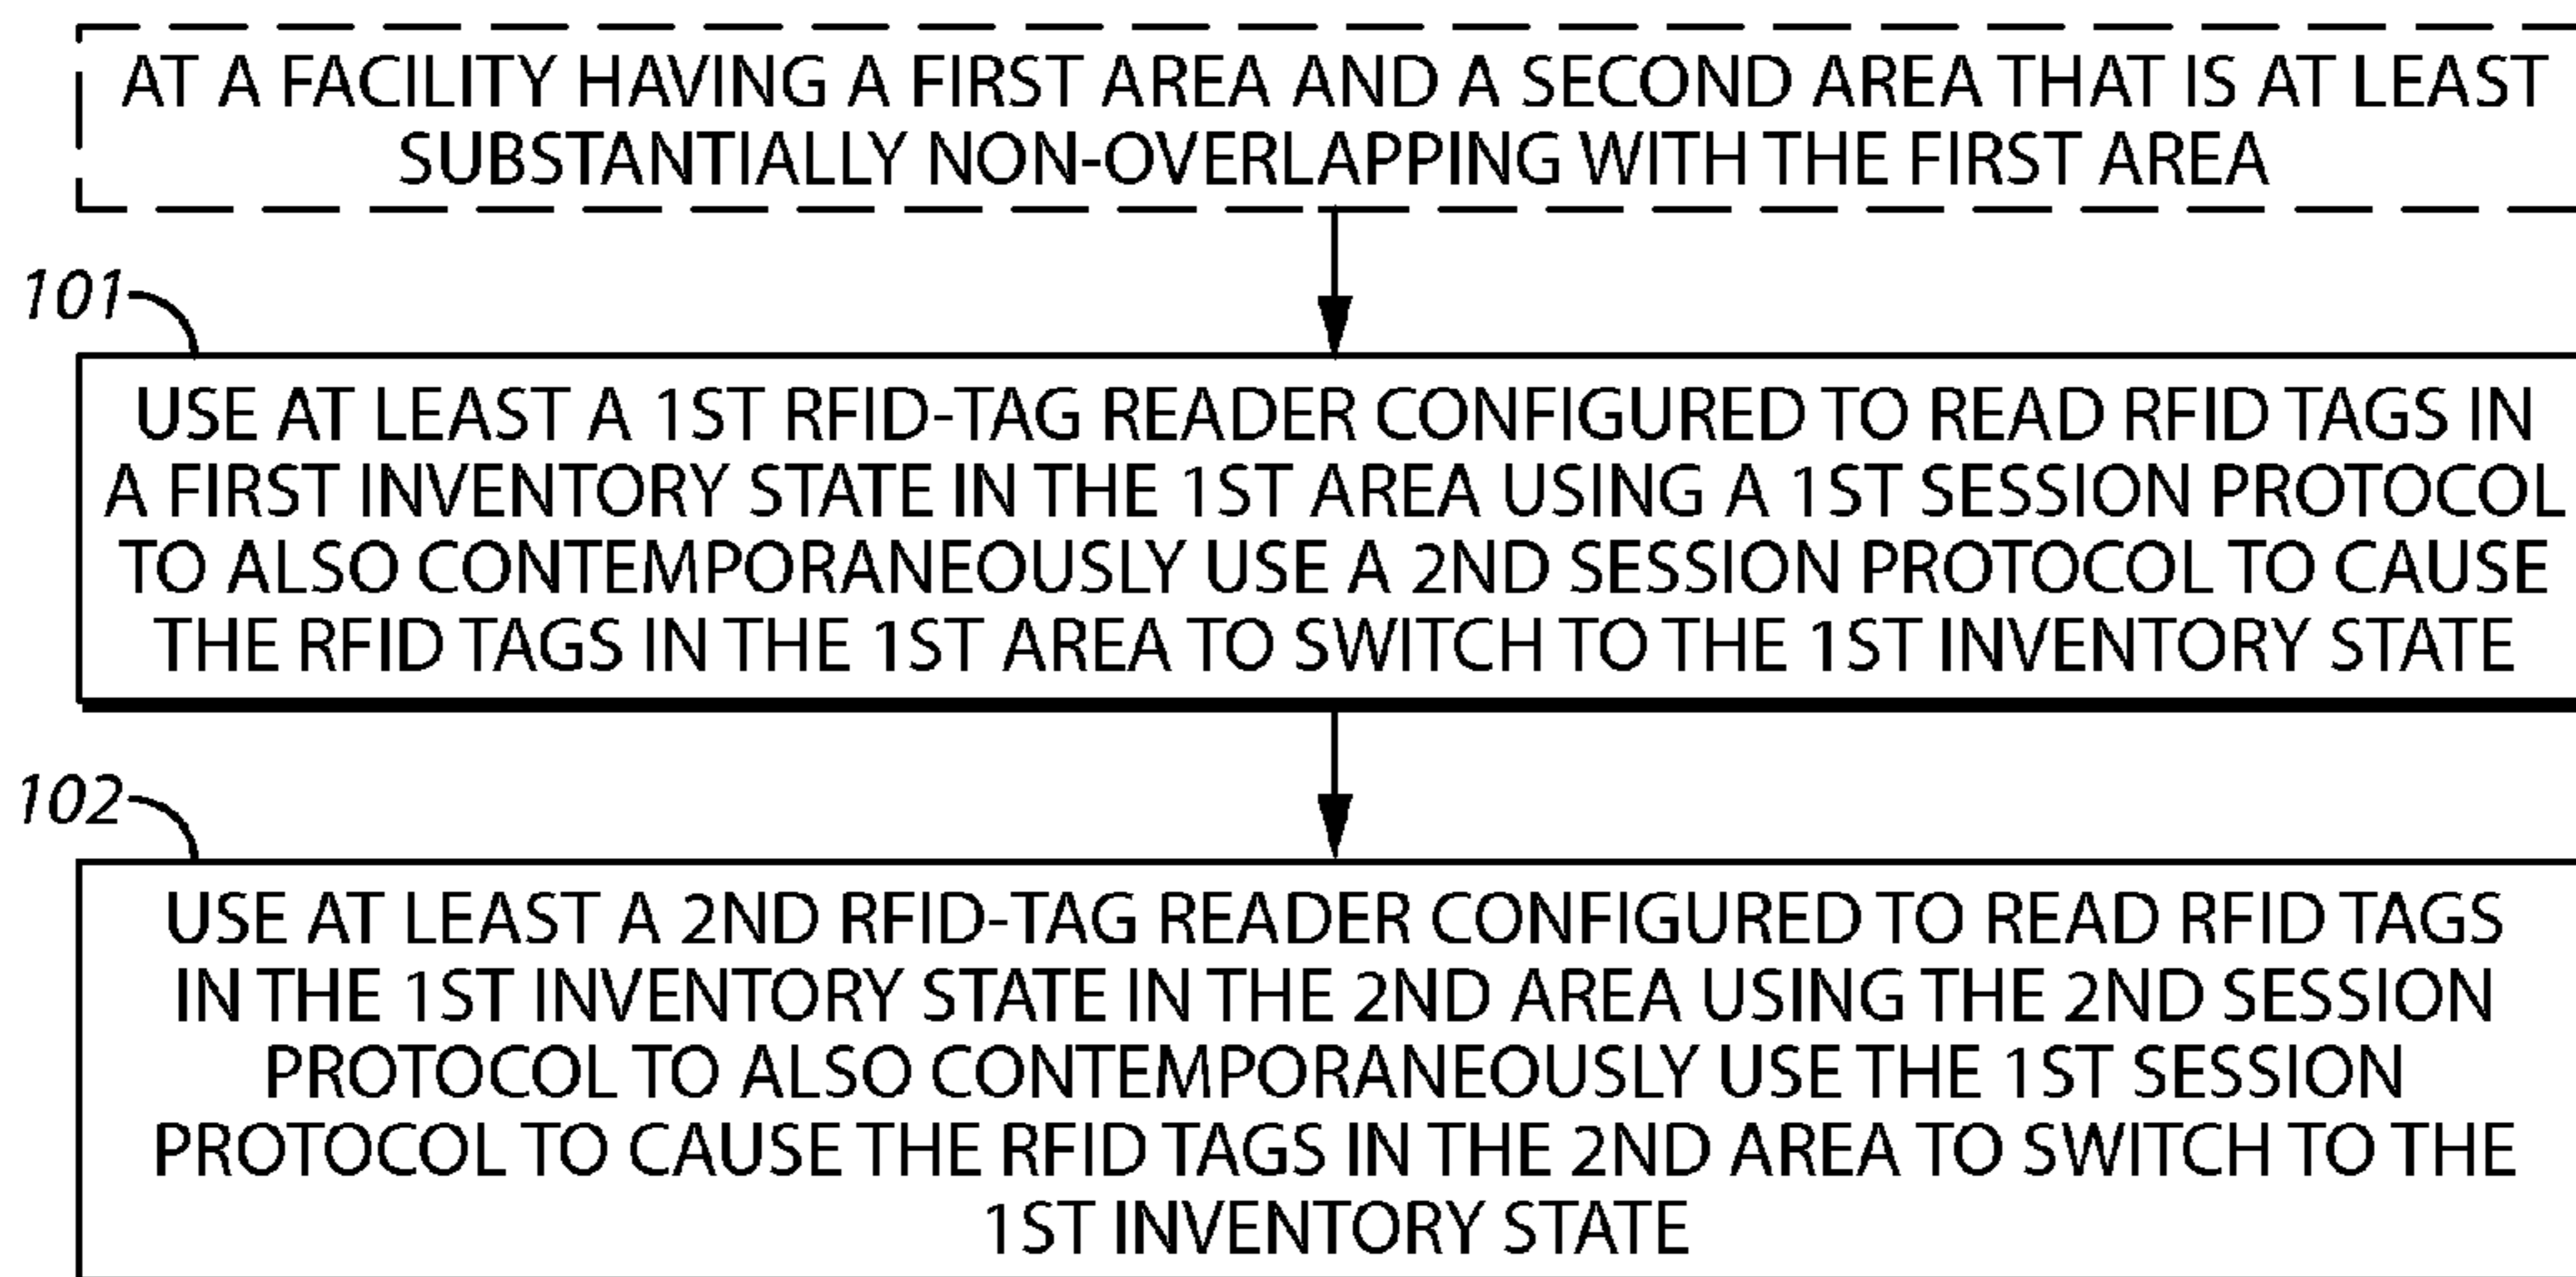 AT A FACILITY HAVING A FIRST AREA AND A SECOND AREA THAT IS AT LEAST
SUBSTANTIALLY NON-OVERLAPPING WITH THE FIRST AREA
101
USE AT LEAST A 1ST RFID-TAG READER CONFIGURED TO READ RFID TAGS IN
A FIRST INVENTORY STATE IN THE 1ST AREA USING A 1ST SESSION PROTOCOL
TO ALSO CONTEMPORANEOUSLY USE A 2ND SESSION PROTOCOL TO CAUSE
THE RFID TAGS IN THE 1ST AREA TO SWITCH TO THE 1ST INVENTORY STATE
102
USE AT LEAST A 2ND RFID-TAG READER CONFIGURED TO READ RFID TAGS
IN THE 1ST INVENTORY STATE IN THE 2ND AREA USING THE 2ND SESSION
PROTOCOL TO ALSO CONTEMPORANEOUSLY USE THE 1ST SESSION
PROTOCOL TO CAUSE THE RFID TAGS IN THE 2ND AREA TO SWITCH TO THE
1ST INVENTORY STATE